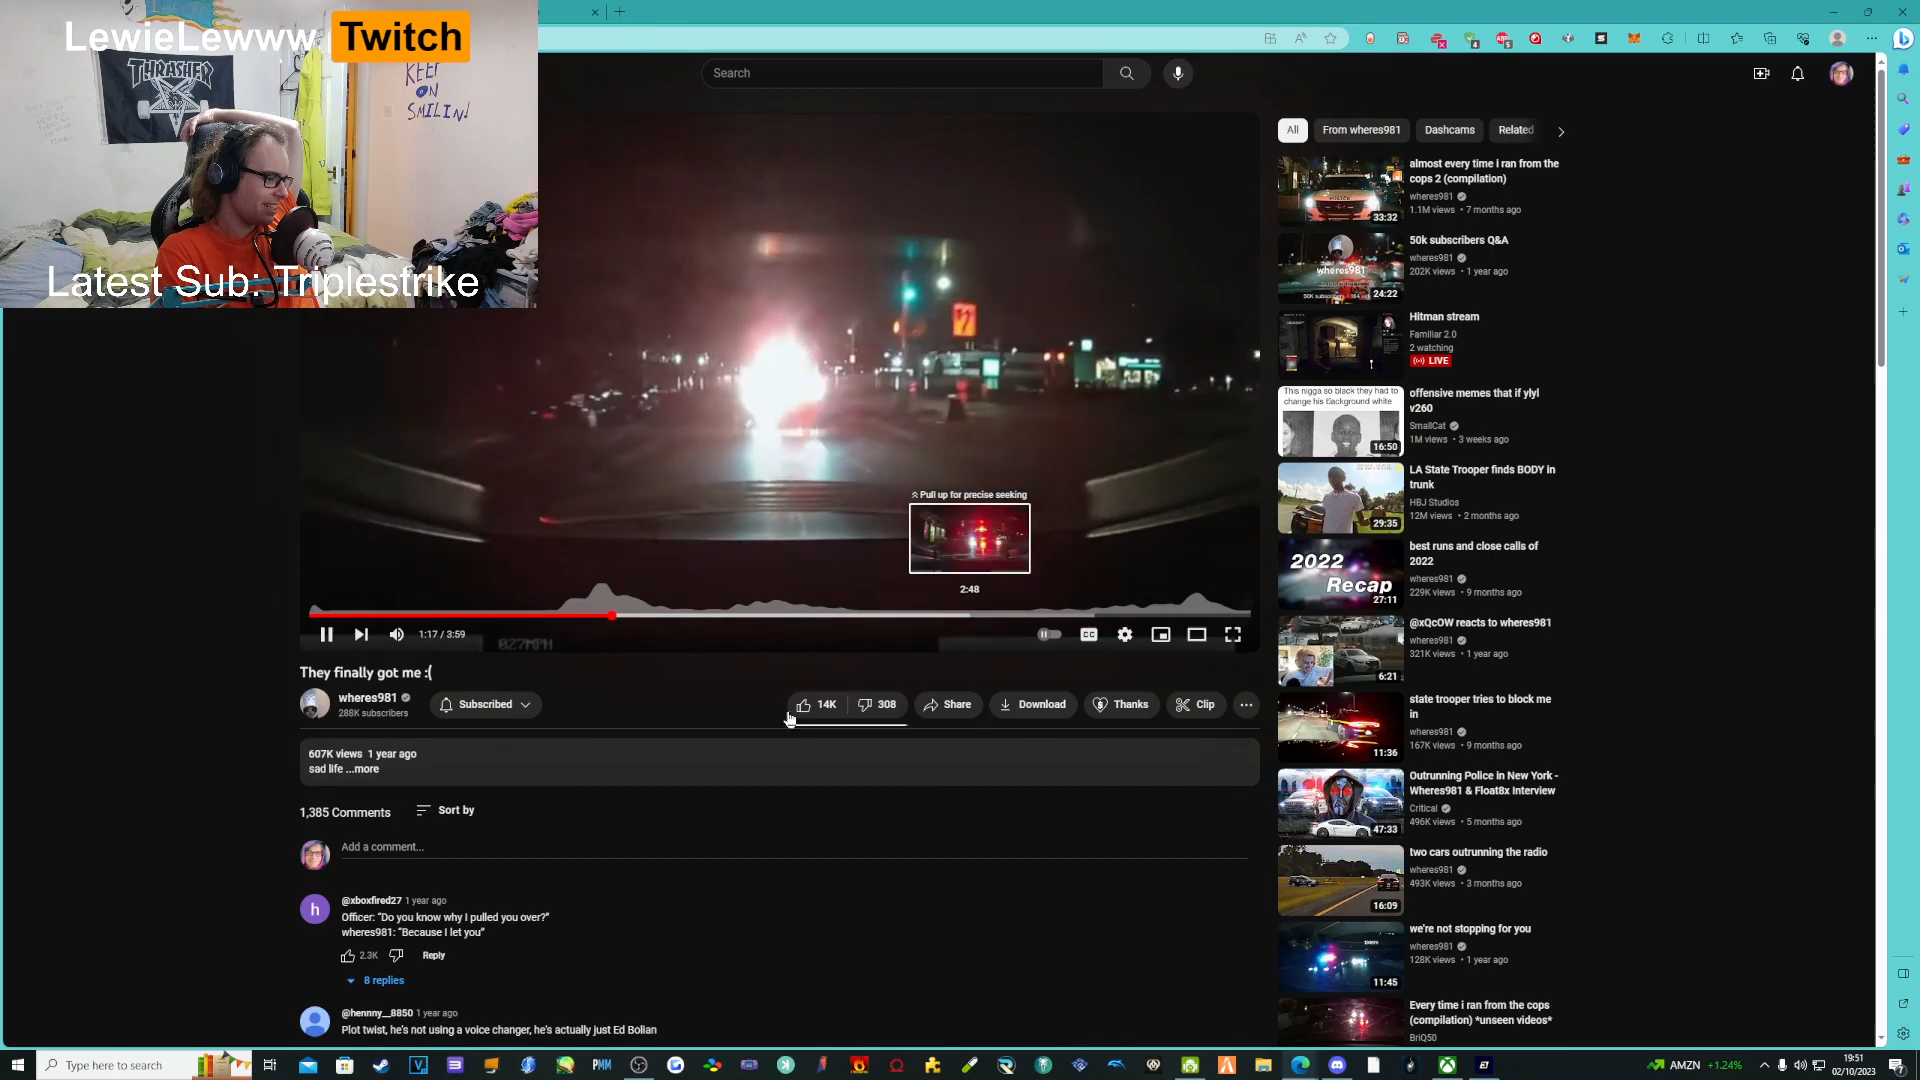 LewieLewww Twitch
THRASHER
KEEP
ON
SMILIN!
Latest Sub: Triplestrike
Search
All
From wheres981
Dashcams
Related
Pull up for precise seeking
2:48
1:17 / 3:59
027MPH
They finally got me :(
wheres981
288K subscribers
Subscribed
14K
308
Share
Download
Thanks
Clip
607K views 1 year ago
sad life ...more
1,385 Comments
Sort by
Add a comment...
@xboxfired27 1 year ago
Officer: “Do you know why I pulled you over?”
wheres981: “Because I let you”
2.3K
Reply
8 replies
@hennny__8850 1 year ago
Plot twist, he's not using a voice changer, he's actually just Ed Bolian
33:32
almost every time I ran from the
cops 2 (compilation)
wheres981
1.1M views • 7 months ago
wheres981
24:22
50k subscribers Q&A
wheres981
202K views • 1 year ago
Hitman stream
Familiar 2.0
2 watching
LIVE
This nigga so black they had to
change his background white
16:50
offensive memes that if ylyl
v260
SmallCat
1M views • 3 weeks ago
29:35
LA State Trooper finds BODY in
trunk
HBJ Studios
12M views • 2 months ago
2022
Recap
27:11
best runs and close calls of
2022
wheres981
229K views • 9 months ago
6:21
@xQcOW reacts to wheres981
wheres981
321K views • 1 year ago
11:36
state trooper tries to block me
in
wheres981
167K views • 9 months ago
47:33
Outrunning Police in New York -
Wheres981 & Float8x Interview
Critical
496K views • 5 months ago
16:09
two cars outrunning the radio
wheres981
493K views • 3 months ago
11:45
we're not stopping for you
wheres981
128K views • 1 year ago
Every time i ran from the cops
(compilation) *unseen videos*
BriQ50
Type here to search
AMZN +1.24%
19:51
02/10/2023